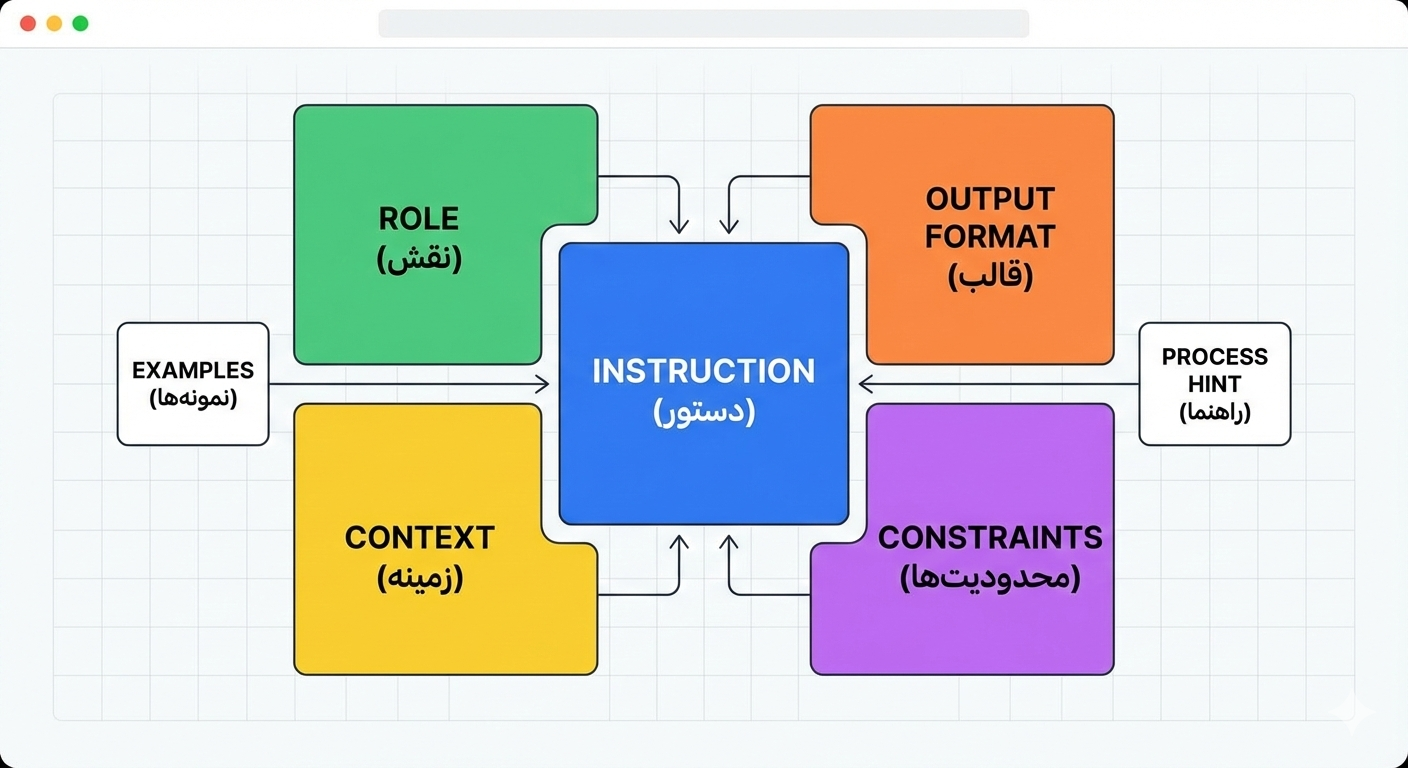 ROLE
(نقش)
OUTPUT
FORMAT
(قالب)
EXAMPLES
(نمونه‌ها)
INSTRUCTION
(دستور)
PROCESS
HINT
(راهنما)
CONTEXT
(زمینه)
CONSTRAINTS
(محدودیت‌ها)